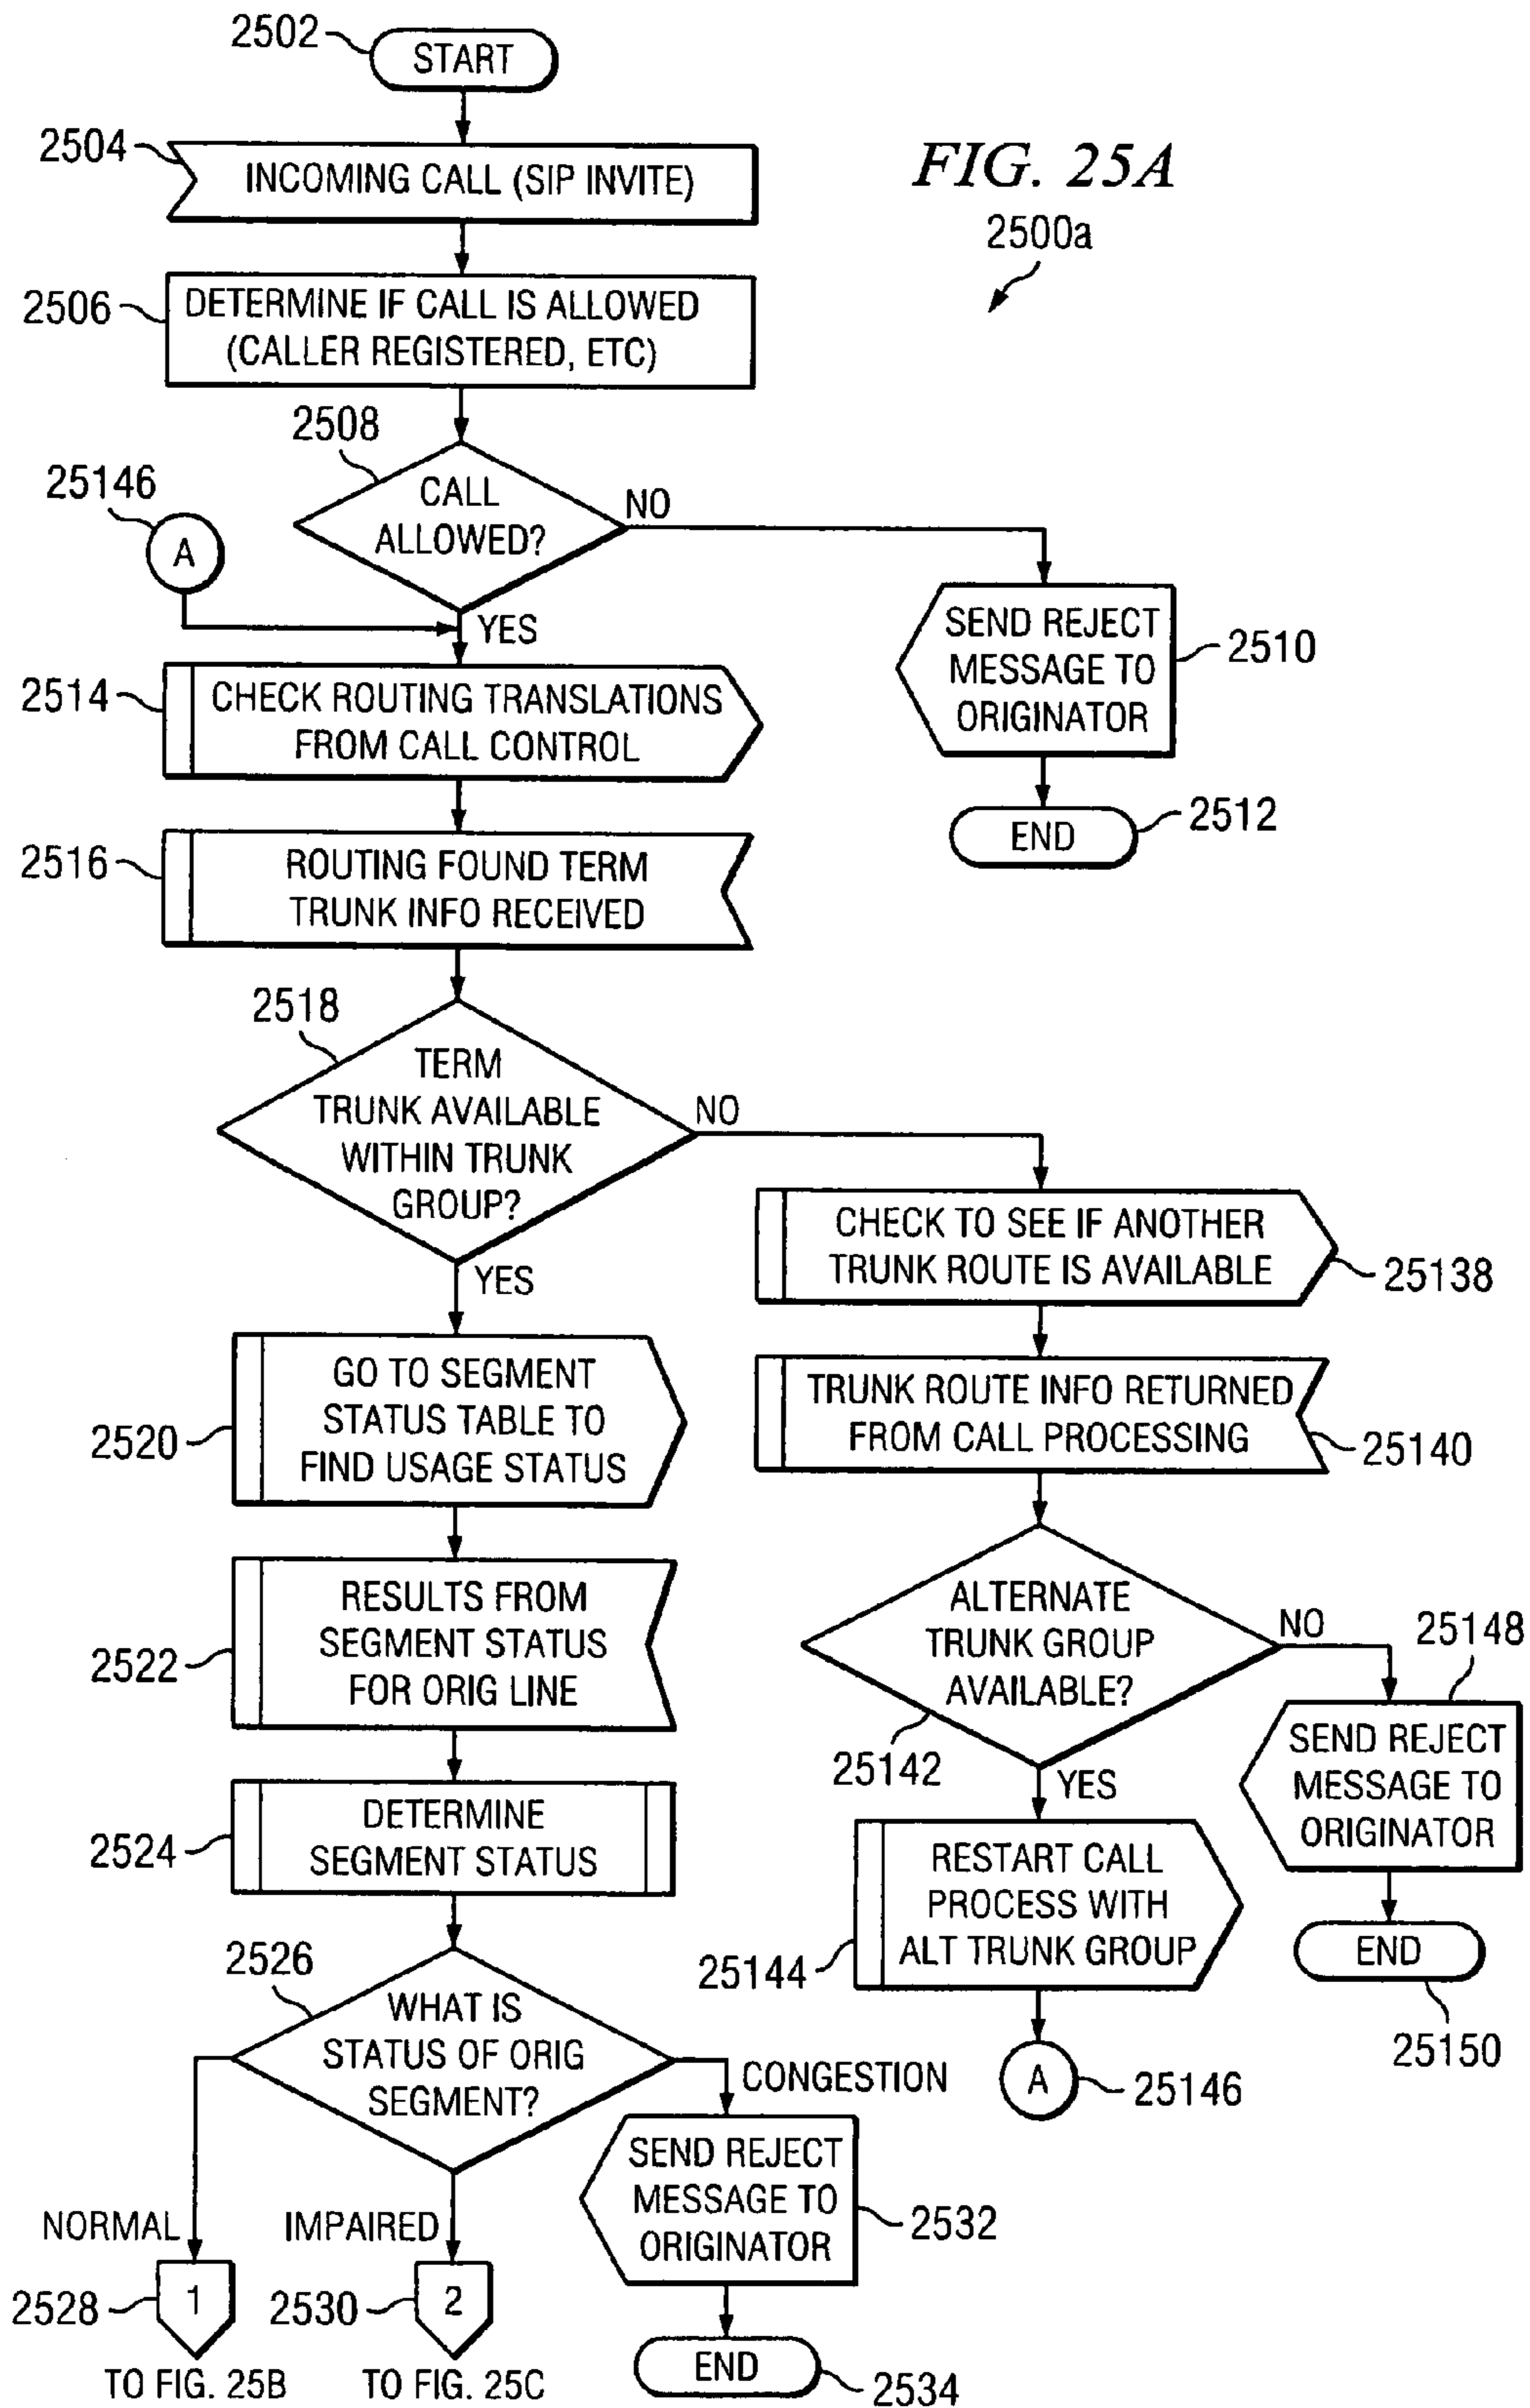 2502
START
2504
INCOMING CALL (SIP INVITE)
FIG. 25A
2500a
2506
DETERMINE IF CALL IS ALLOWED
(CALLER REGISTERED, ETC)
2508
CALL
ALLOWED?
NO
25146
A
YES
SEND REJECT
MESSAGE TO
ORIGINATOR
2510
END
2512
2514
CHECK ROUTING TRANSLATIONS
FROM CALL CONTROL
2516
ROUTING FOUND TERM
TRUNK INFO RECEIVED
2518
TERM
TRUNK AVAILABLE
WITHIN TRUNK
GROUP?
NO
YES
CHECK TO SEE IF ANOTHER
TRUNK ROUTE IS AVAILABLE
25138
2520
GO TO SEGMENT
STATUS TABLE TO
FIND USAGE STATUS
TRUNK ROUTE INFO RETURNED
FROM CALL PROCESSING
25140
2522
RESULTS FROM
SEGMENT STATUS
FOR ORIG LINE
ALTERNATE
TRUNK GROUP
AVAILABLE?
25142
NO
25148
YES
SEND REJECT
MESSAGE TO
ORIGINATOR
END
25150
2524
DETERMINE
SEGMENT STATUS
RESTART CALL
PROCESS WITH
ALT TRUNK GROUP
25144
A
25146
2526
WHAT IS
STATUS OF ORIG
SEGMENT?
CONGESTION
SEND REJECT
MESSAGE TO
ORIGINATOR
2532
NORMAL
IMPAIRED
2528
1
2530
2
END
2534
TO FIG. 25B
TO FIG. 25C